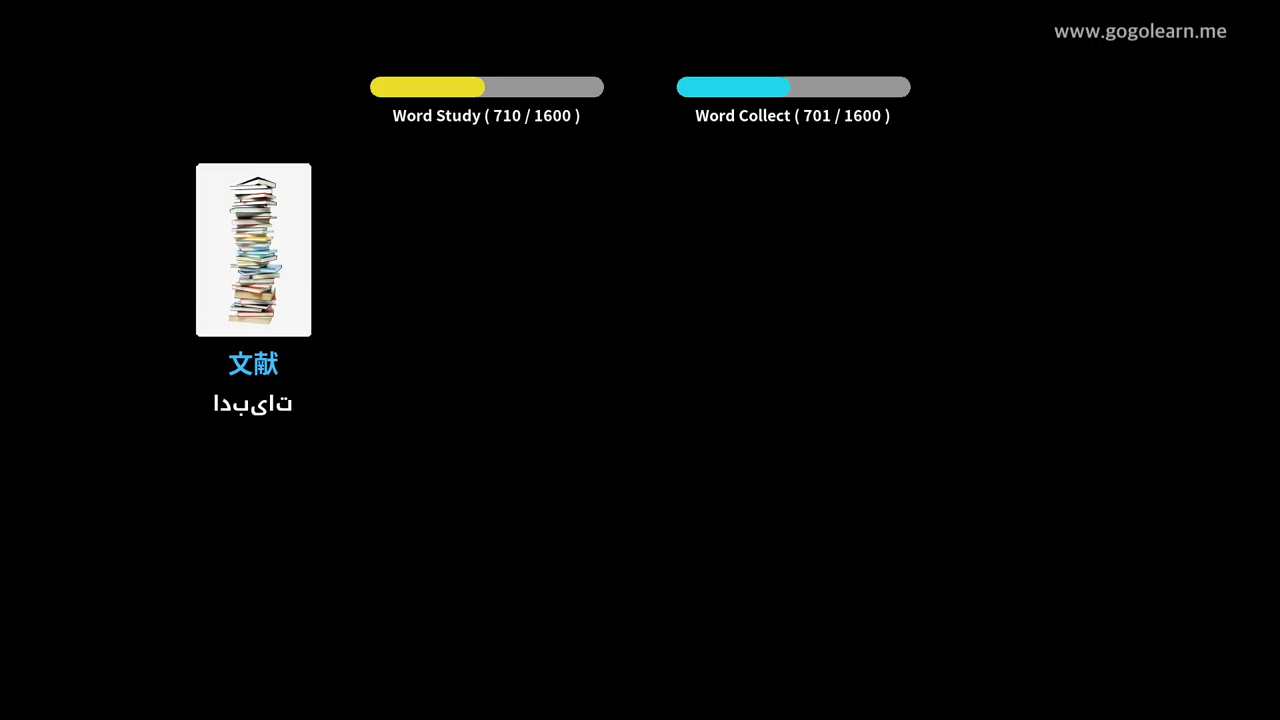 www.gogolearn.me
Word Study ( 710 / 1600 )
Word Collect ( 701 / 1600 )
文献
ادبیات